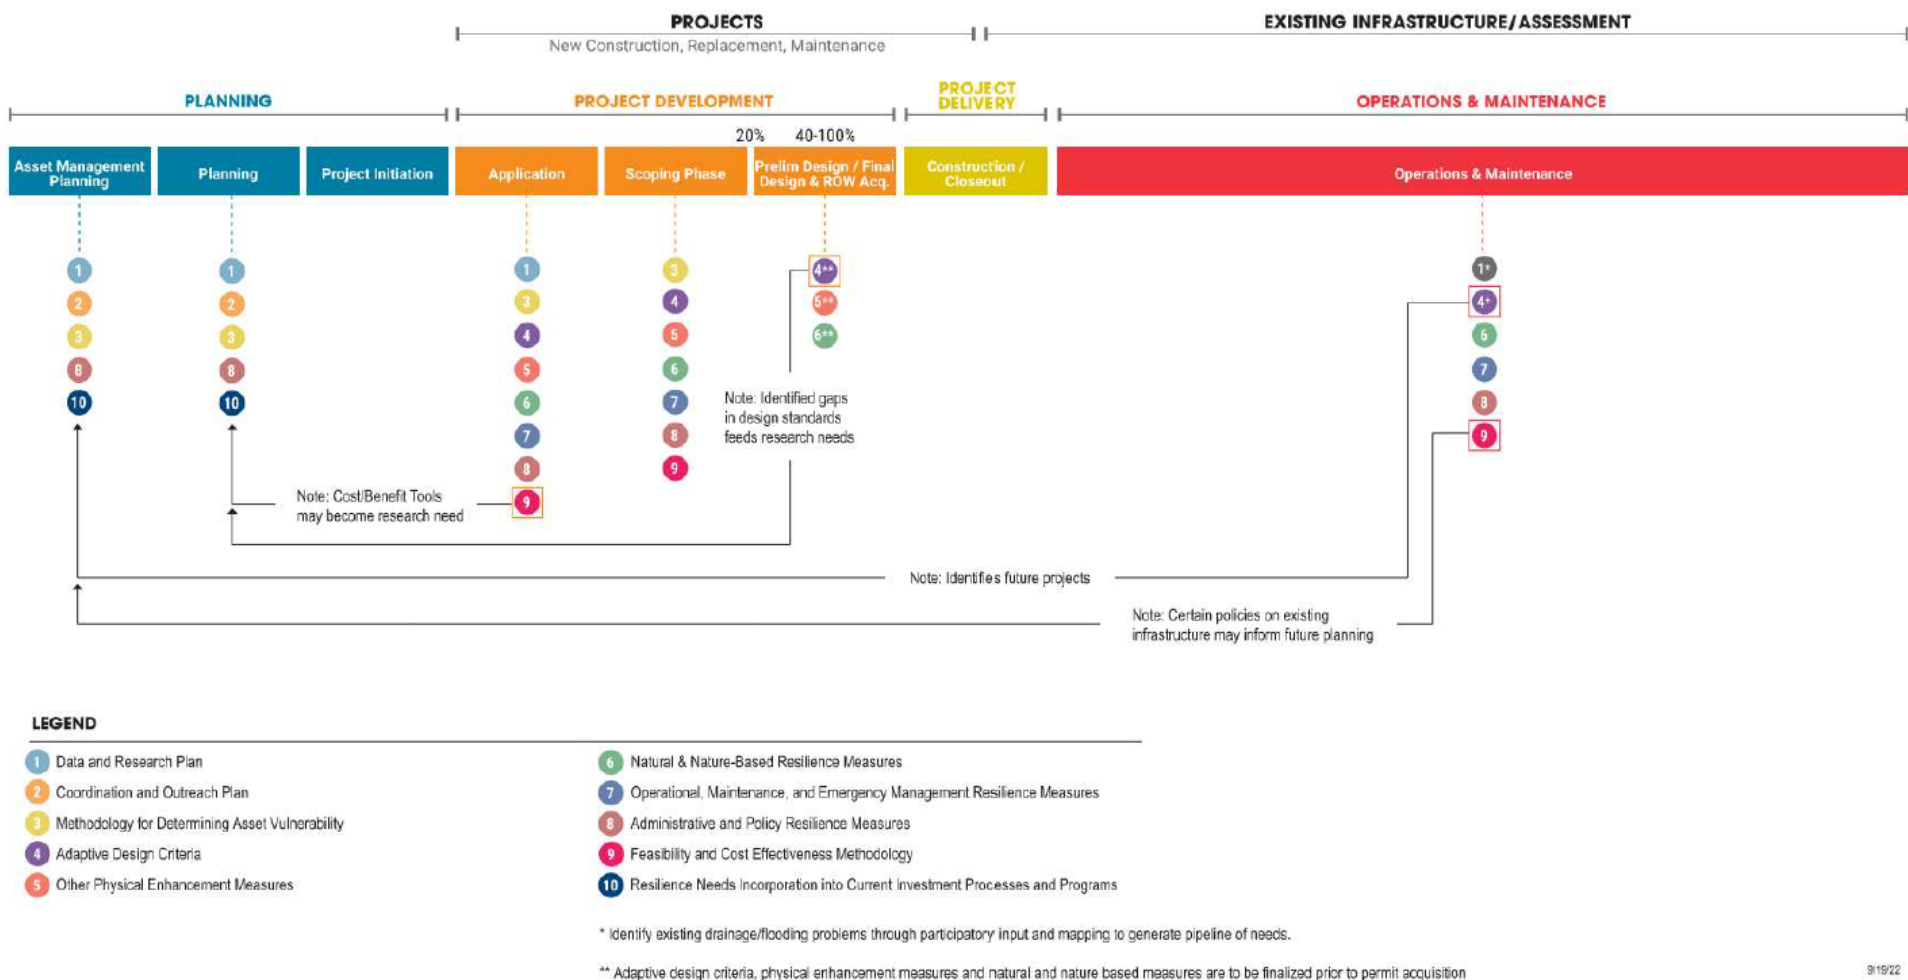 PROJECTS
New Construction, Replacement, Maintenance
EXISTING INFRASTRUCTURE/ASSESSMENT
PLANNING
PROJECT DEVELOPMENT
PROJECT
DELIVERY
OPERATIONS & MAINTENANCE
20%
40-100%
Asset Management
Planning
Planning
Project Initiation
Application
Scoping Phase
Prelim Design / Final
Design & ROW Acq.
Construction /
Closeout
Operations & Maintenance
1
2
3
8
10
1
2
3
8
10
1
3
4
5
6
7
8
9
3
4
5
6
7
8
9
4**
5**
6**
1*
4*
6
7
8
9
Note: Identified gaps
in design standards
feeds research needs
Note: Cost/Benefit Tools
may become research need
Note: Identifies future projects
Note: Certain policies on existing
infrastructure may inform future planning
LEGEND
1 Data and Research Plan
2 Coordination and Outreach Plan
3 Methodology for Determining Asset Vulnerability
4 Adaptive Design Criteria
5 Other Physical Enhancement Measures
6 Natural & Nature-Based Resilience Measures
7 Operational, Maintenance, and Emergency Management Resilience Measures
8 Administrative and Policy Resilience Measures
9 Feasibility and Cost Effectiveness Methodology
10 Resilience Needs Incorporation into Current Investment Processes and Programs
* Identify existing drainage/flooding problems through participatory input and mapping to generate pipeline of needs.
** Adaptive design criteria, physical enhancement measures and natural and nature based measures are to be finalized prior to permit acquisition
9/19/22